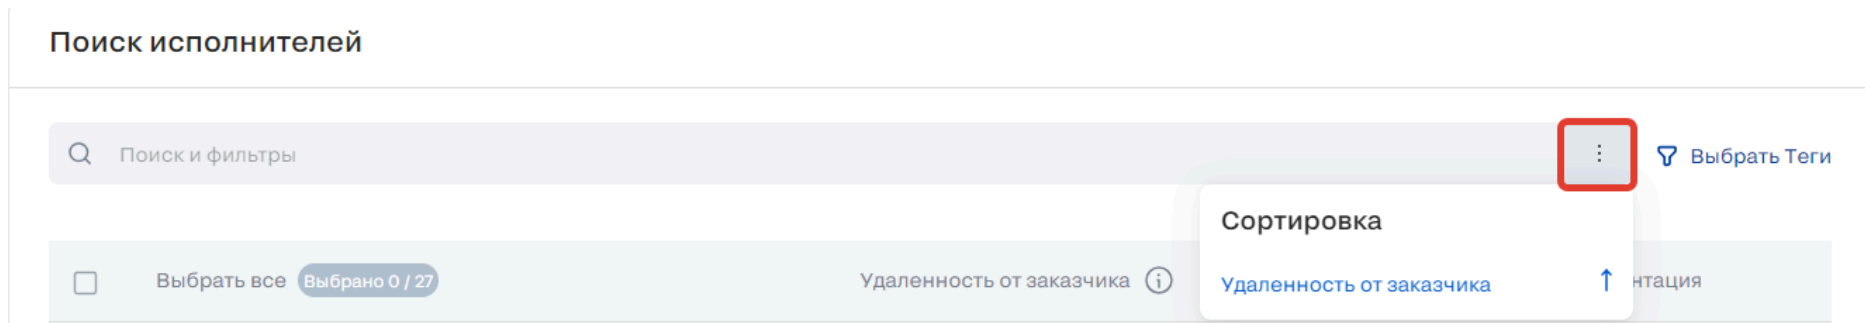 Поиск исполнителей
Поиск и фильтры
Выбрать Теги
Сортировка
Выбрать все Выбрано 0 / 27 Удаленность от заказчика
Удаленность от заказчика
нтация